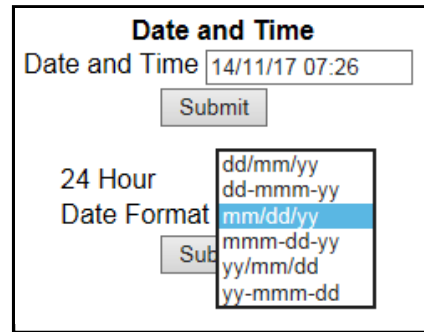 Date and Time
Date and Time 14/11/17 07:26
Submit
dd/mm/yy
24 Hour dd-mmm-yy
Date Format mm/dd/yy
mmm-dd-yy
Sub yy/mm/dd
yy-mmm-dd